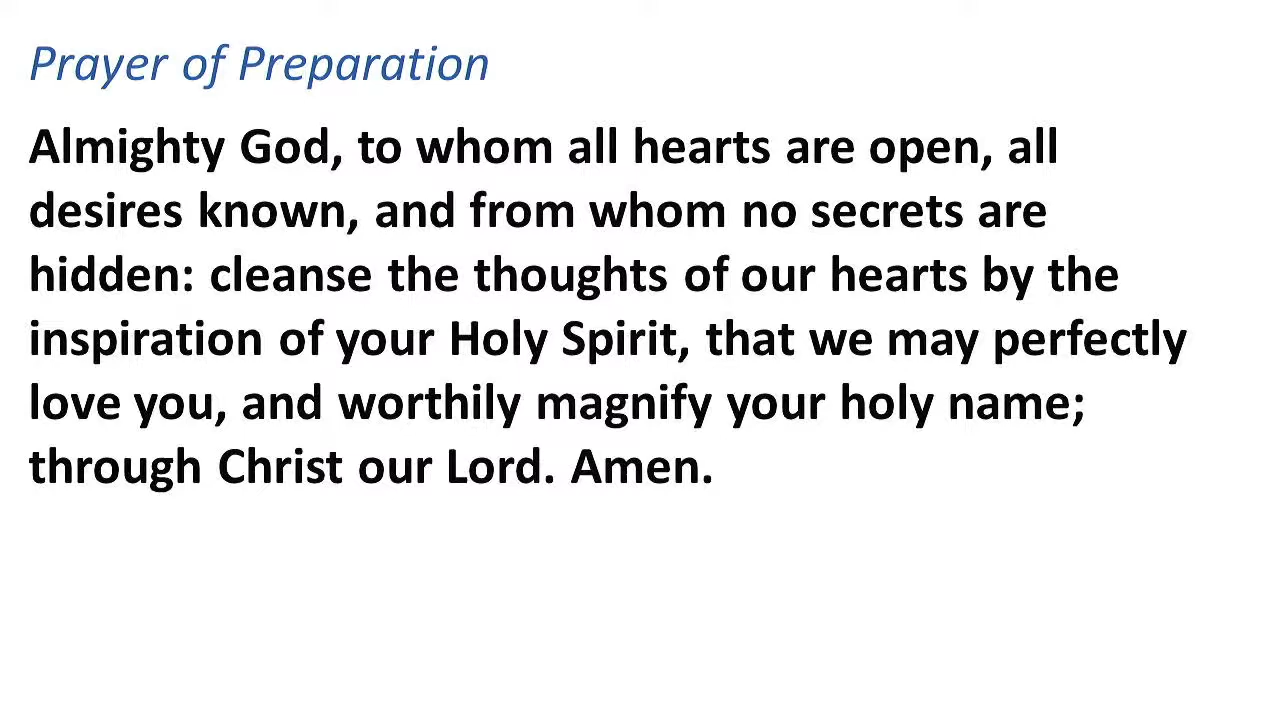 Prayer of Preparation
Almighty God, to whom all hearts are open, all
desires known, and from whom no secrets are
hidden: cleanse the thoughts of our hearts by the
inspiration of your Holy Spirit, that we may perfectly
love you, and worthily magnify your holy name;
through Christ our Lord. Amen.